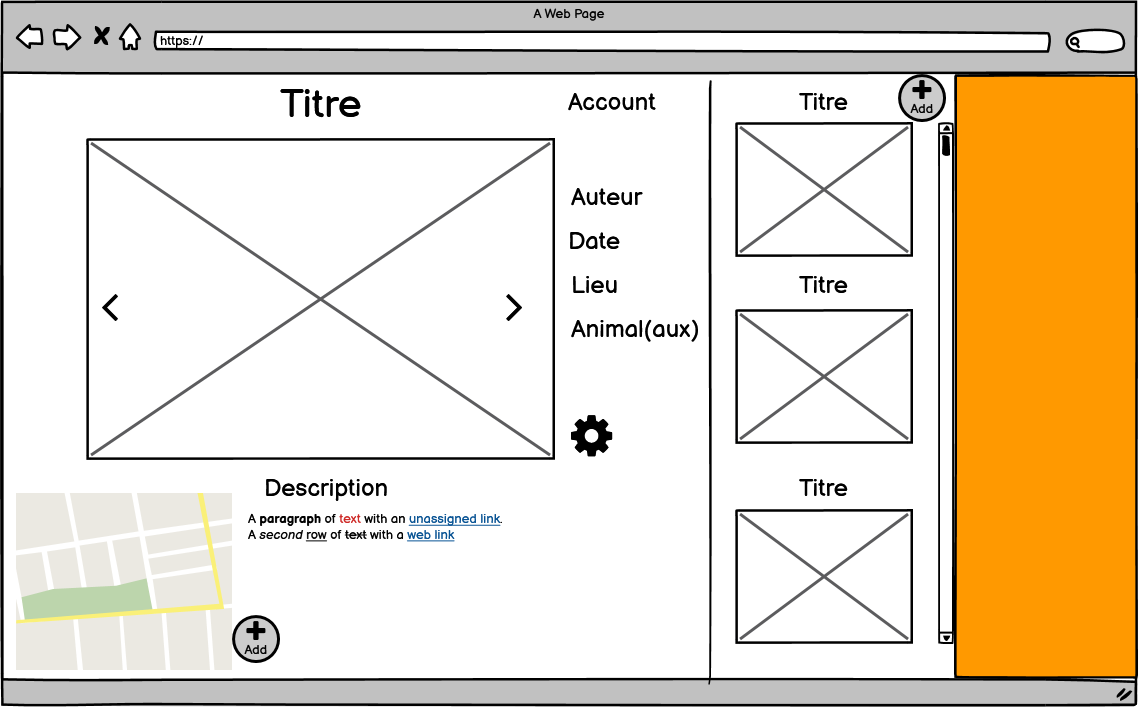 A Web Page
https://
Titre
Account
Auteur
Date
Lieu
Animal(aux)
Description
A paragraph of text with an unassigned link.
A second row of text with a web link
Add
Titre
Add
Titre
Titre